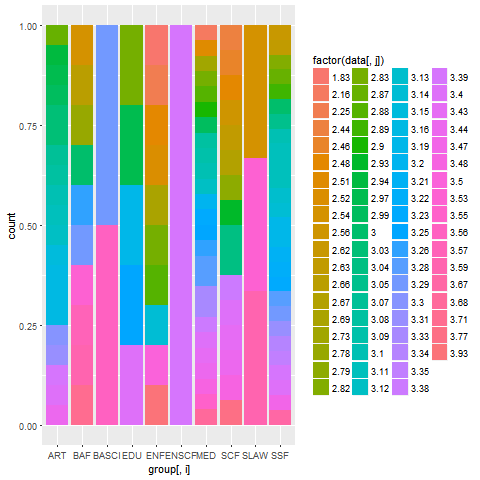 factor(data[, j])
1.83 2.83 3.13 3.39
2.16 2.87 3.14 3.4
2.25 2.88 3.15 3.43
2.44 2.89 3.16 3.44
2.46 2.9 3.19 3.47
2.48 2.93 3.2 3.48
2.51 2.94 3.21 3.5
2.52 2.97 3.22 3.53
2.54 2.99 3.23 3.55
2.56 3 3.25 3.56
2.62 3.03 3.26 3.57
2.63 3.04 3.28 3.59
2.66 3.05 3.29 3.67
2.67 3.07 3.3 3.68
2.69 3.08 3.31 3.71
2.73 3.09 3.33 3.77
2.78 3.1 3.34 3.93
2.79 3.11 3.35
2.82 3.12 3.38
1.00
0.75
0.50
0.25
0.00
count
ART BAF BASCI EDU ENFENSCF MED SCF SLAW SSF
group[, i]